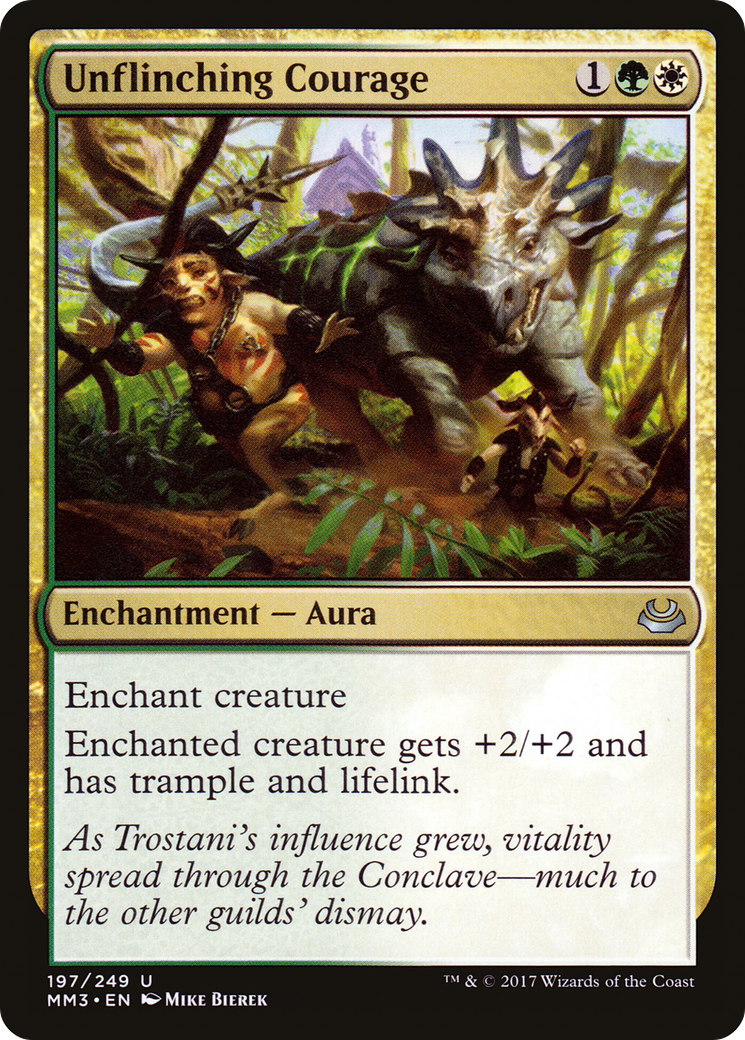 Unflinching Courage 1
Enchantment — Aura
Enchant creature
Enchanted creature gets +2/+2 and
has trample and lifelink.
As Trostani's influence grew, vitality
spread through the Conclave—much to
the other guilds' dismay.
197/249 U
™ & © 2017 Wizards of the Coast
MM3 • EN Mike Bierek